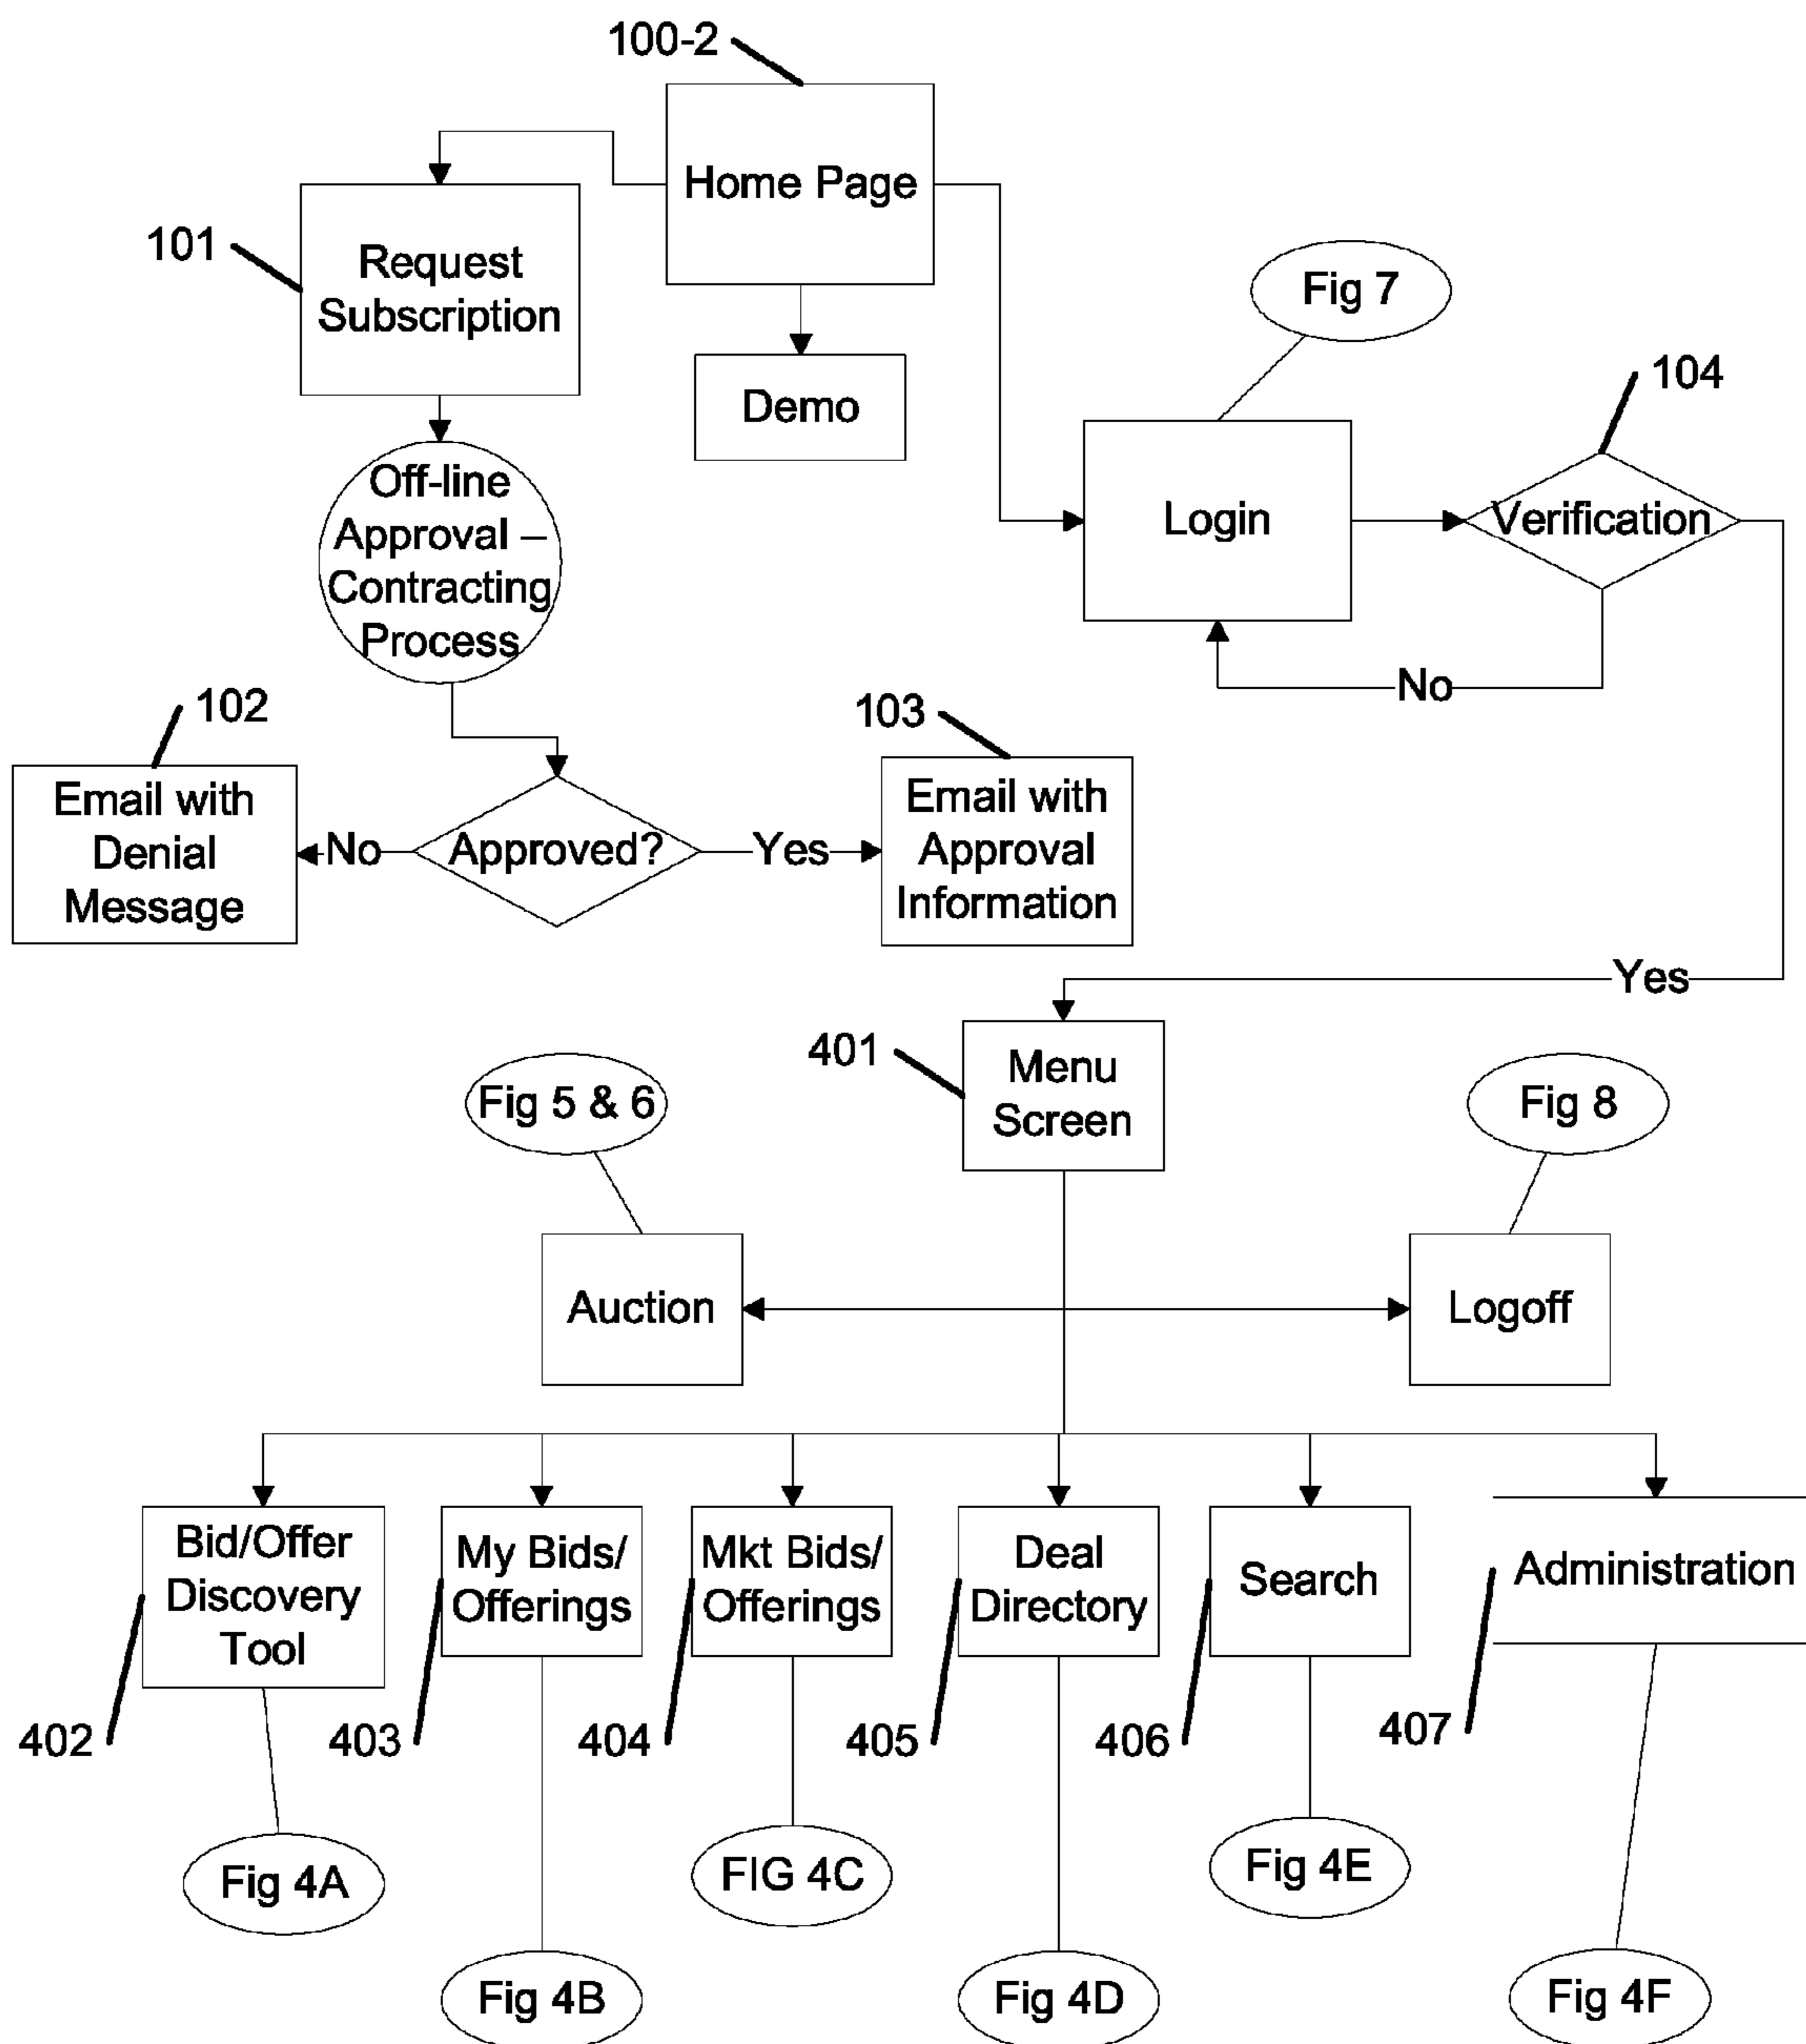 100-2
Home Page
101
Request
Subscription
Fig 7
104
Demo
Off-line
Approval –
Contracting
Process
Login
Verification
No
102
103
Email with
Denial
Message
No
Approved?
Yes
Email with
Approval
Information
Yes
401
Menu
Screen
Fig 5 & 6
Fig 8
Auction
Logoff
Bid/Offer
Discovery
Tool
My Bids/
Offerings
Mkt Bids/
Offerings
Deal
Directory
Search
Administration
402
403
404
405
406
407
Fig 4A
FIG 4C
Fig 4E
Fig 4B
Fig 4D
Fig 4F